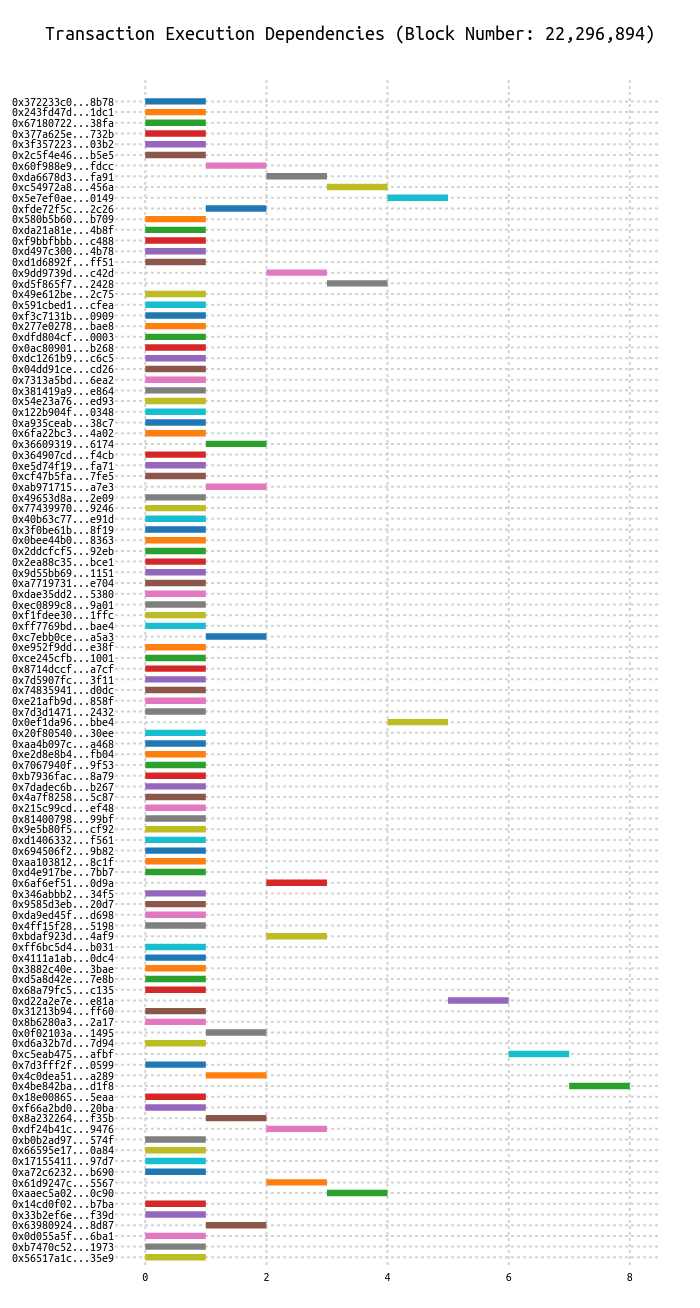 Transaction Execution Dependencies (Block Number: 22,296,894)
0x372233c0...8b78
0x243fd47d...1dc1
0x67180722...38fa
0x377a625e...732b
0x3f357223...03b2
0x2c5f4e46...b5e5
0x60f988e9...fdcc
0xda6678d3...fa91
0xc54972a8...456a
0x5e7ef0ae...0149
0xfde72f5c...2c26
0x580b5b60...b709
0xda21a81e...4b8f
0xf9bbfbbb...c488
0xd497c300...4b78
0xd1d6892f...ff51
0x9dd9739d...c42d
0xd5f865f7...2428
0x49e612be...2c75
0x591cbed1...cfea
0xf3c7131b...0909
0x277e0278...bae8
0xdfd804cf...0003
0x0ac80901...b268
0xdc1261b9...c6c5
0x04dd91ce...cd26
0x7313a5bd...6ea2
0x381419a9...e864
0x54e23a76...ed93
0x122b904f...0348
0xa935ceab...38c7
0x6fa22bc3...4a02
0x36609319...6174
0x364907cd...f4cb
0xe5d74f19...fa71
0xcf47b5fa...7fe5
0xab971715...a7e3
0x49653d8a...2e09
0x77439970...9246
0x40b63c77...e91d
0x3f0be61b...8f19
0x0bee44b0...8363
0x2ddcfcf5...92eb
0x2ea88c35...bce1
0x9d55bb69...1151
0xa7719731...e704
0xdae35dd2...5380
0xec0899c8...9a01
0xf1fdee30...1ffc
0xff7769bd...bae4
0xc7ebb0ce...a5a3
0xe952f9dd...e38f
0xce245cfb...1001
0x8714dccf...a7cf
0x7d5907fc...3f11
0x74835941...d0dc
0xe21afb9d...858f
0x7d3d1471...2432
0x0ef1da96...bbe4
0x20f80540...30ee
0xaa4b097c...a468
0xe2d8e8b4...fb04
0x7067940f...9f53
0xb7936fac...8a79
0x7dadec6b...b267
0x4a7f8258...5c87
0x215c99cd...ef48
0x81400798...99bf
0x9e5b80f5...cf92
0xd1406332...f561
0x694506f2...9b82
0xaa103812...8c1f
0xd4e917be...7bb7
0x6af6ef51...0d9a
0x346abbb2...34f5
0x9585d3eb...20d7
0xda9ed45f...d698
0x4ff15f28...5198
0xbdaf923d...4af9
0xff6bc5d4...b031
0x4111a1ab...0dc4
0x3882c40e...3bae
0xd5a8d42e...7e8b
0x68a79fc5...c135
0xd22a2e7e...e81a
0x31213b94...ff60
0x8b6280a3...2a17
0x0f02103a...1495
0xd6a32b7d...7d94
0xc5eab475...afbf
0x7d3fff2f...0599
0x4c0dea51...a289
0x4be842ba...d1f8
0x18e00865...5eaa
0xf66a2bd0...20ba
0x8a232264...f35b
0xdf24b41c...9476
0xb0b2ad97...574f
0x66595e17...0a84
0x17155411...97d7
0xa72c6232...b690
0x61d9247c...5567
0xaaec5a02...0c90
0x14cd0f02...b7ba
0x33b2ef6e...f39d
0x63980924...8d87
0x0d055a5f...6ba1
0xb7470c52...1973
0x56517a1c...35e9
0 2 4 6 8